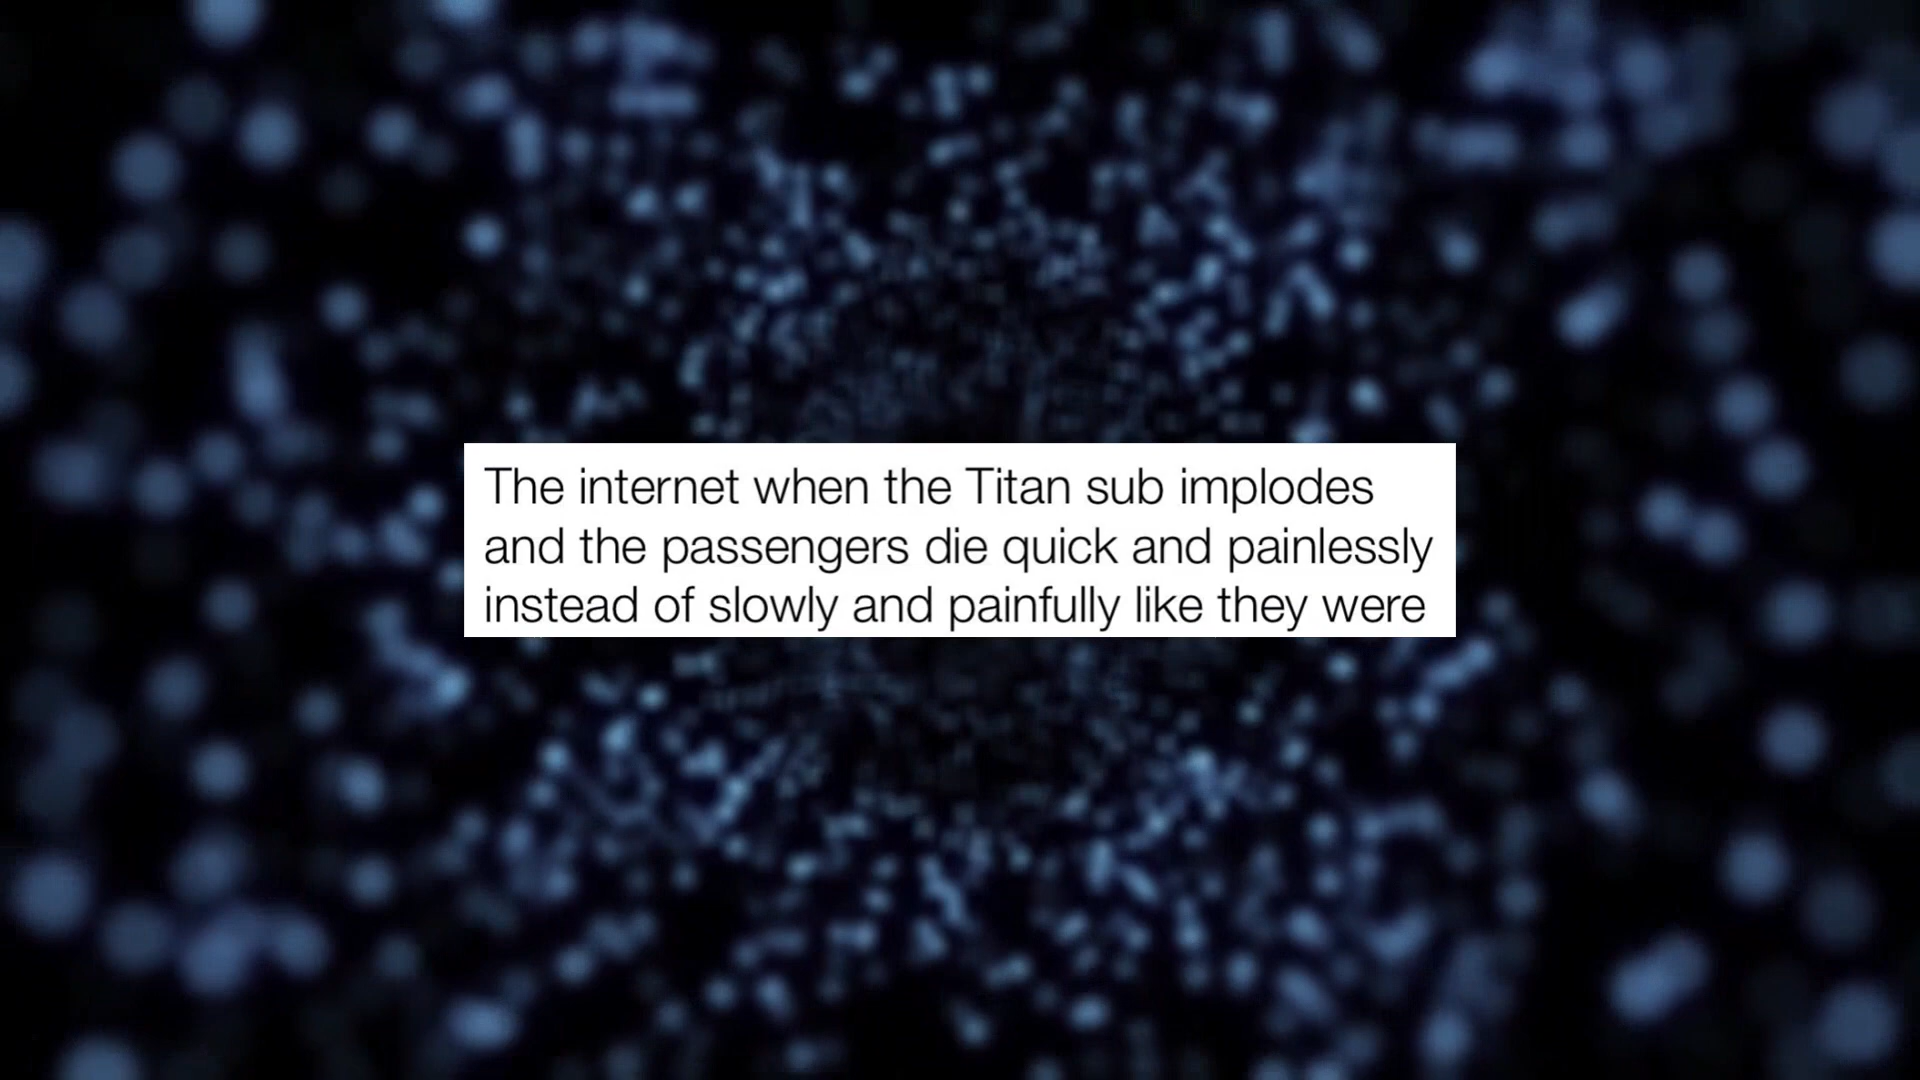 The internet when the Titan sub implodes
and the passengers die quick and painlessly
instead of slowly and painfully like they were